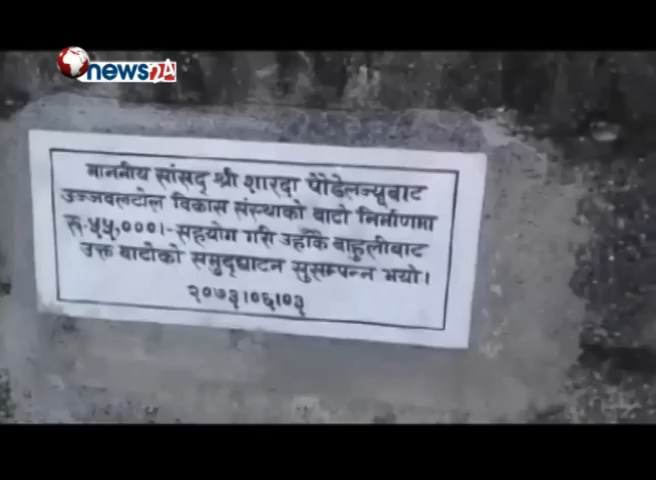 news24
माननीय सांसद् श्री शारदा पौडेलज्यूबाट
उज्जवलटोल विकास संस्थाको बाटो निर्माणमा
रु.५५,०००।- सहयोग गरी उहाँकै बाहुलीबाट
उक्त बाटोको समुद्घाटन सुसम्पन्न भयो।
२०७३।०६।०३